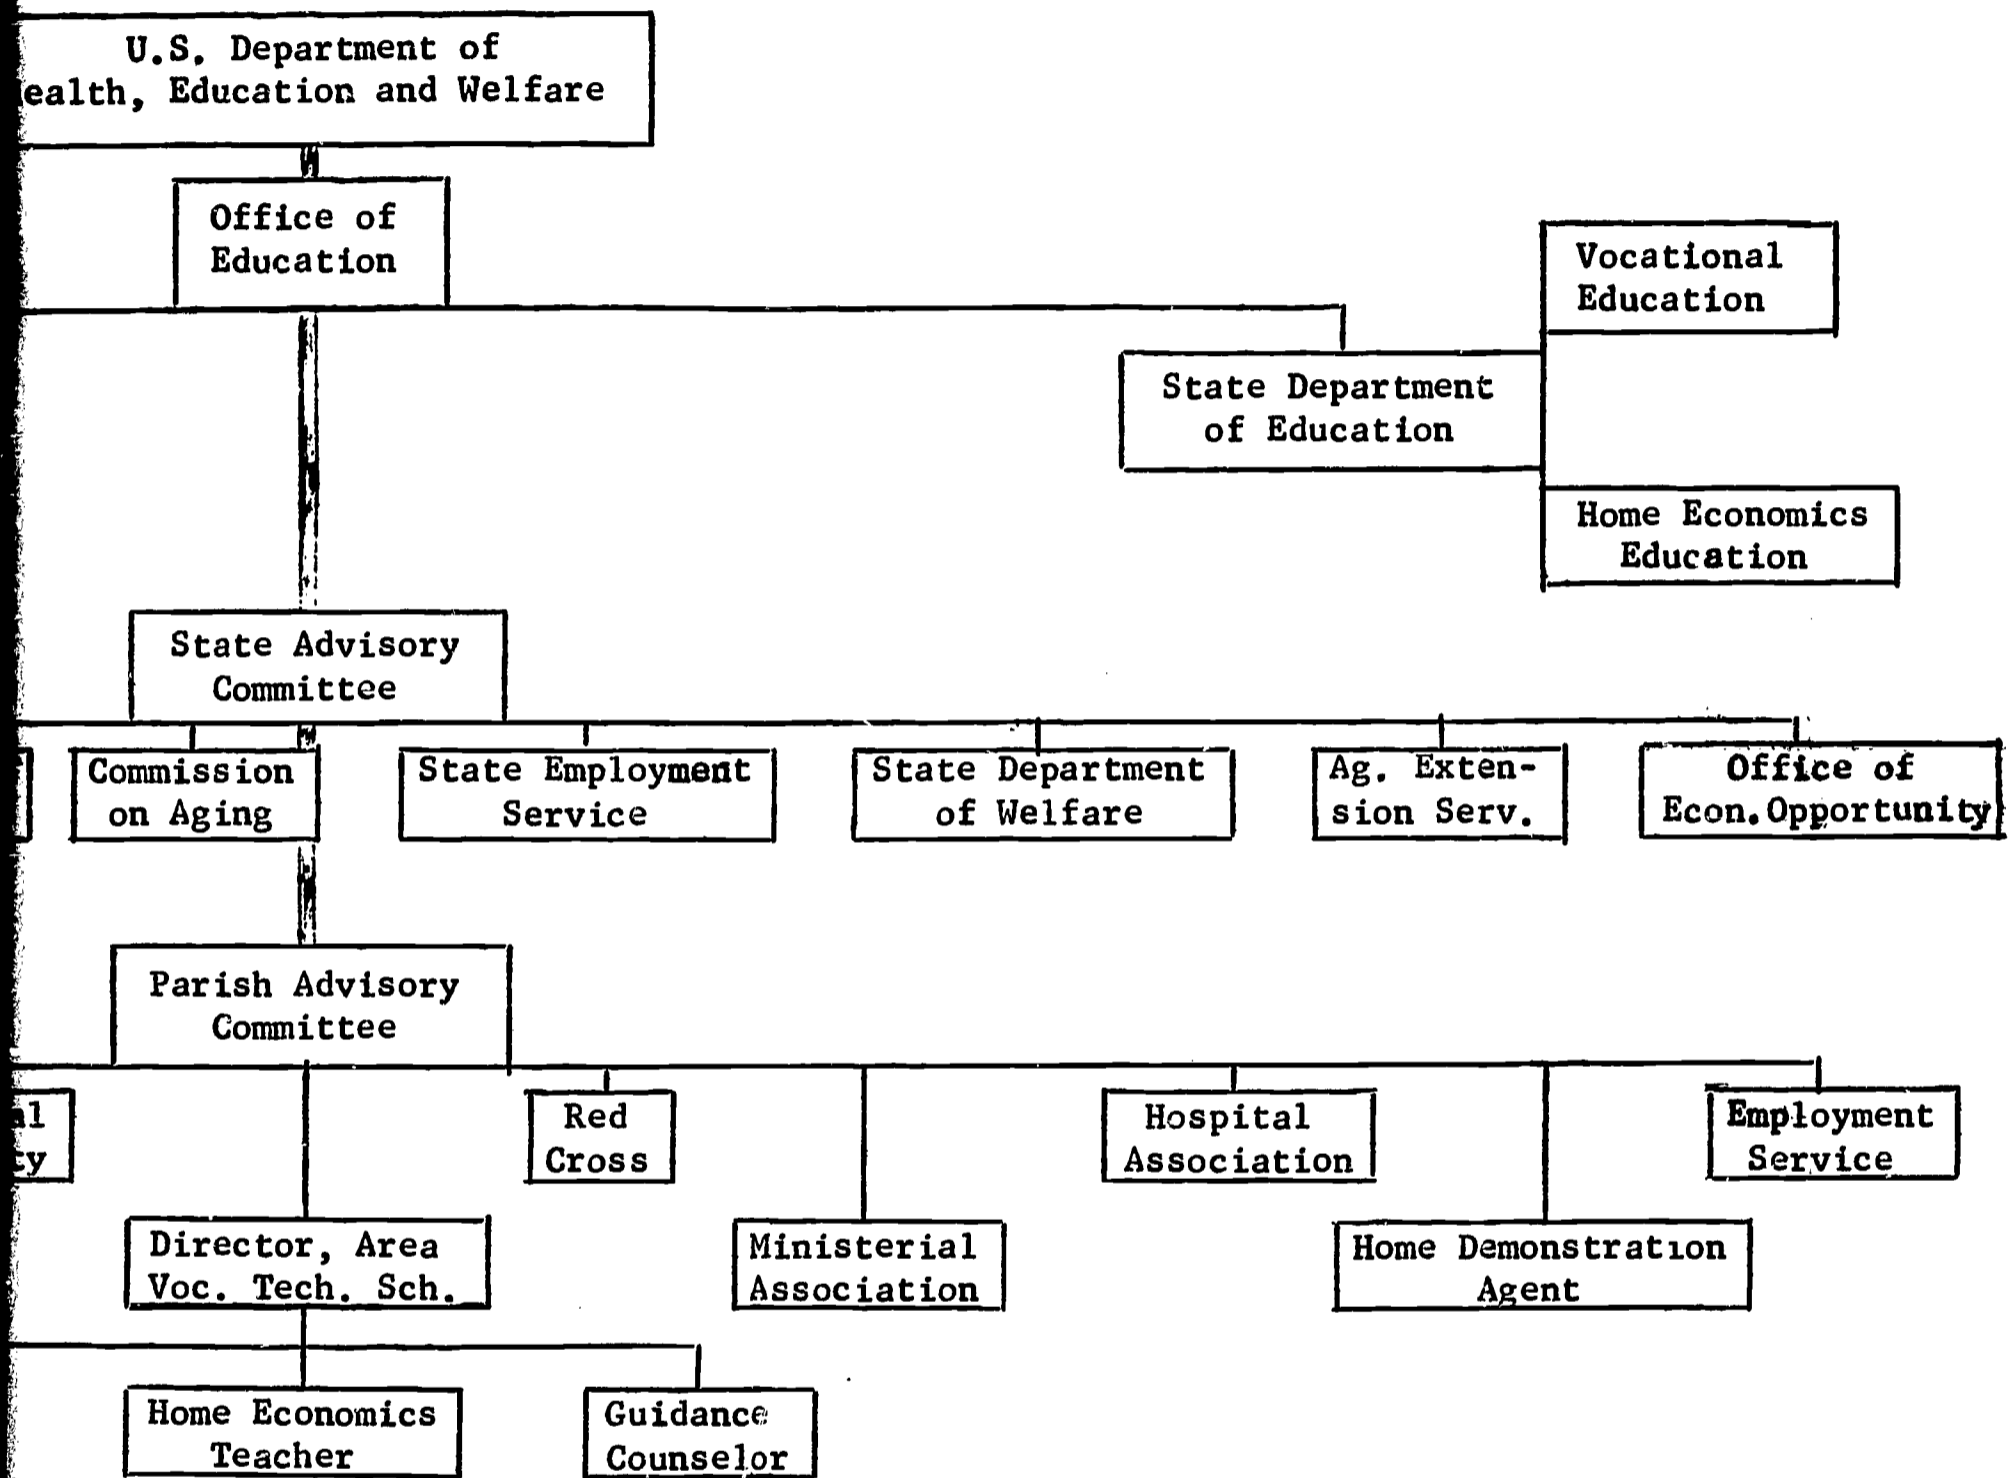 U.S. Department of
ealth, Education and Welfare
Office of
Education
Vocational
Education
State Department
of Education
Home Economics
Education
State Advisory
Committee
Commission
on Aging
State Employment
Service
State Department
of Welfare
Ag. Exten-
sion Serv.
Office of
Econ. Opportunity
Parish Advisory
Committee
al
ty
Red
Cross
Hospital
Association
Employment
Service
Director, Area
Voc. Tech. Sch.
Ministerial
Association
Home Demonstration
Agent
Home Economics
Teacher
Guidance
Counselor